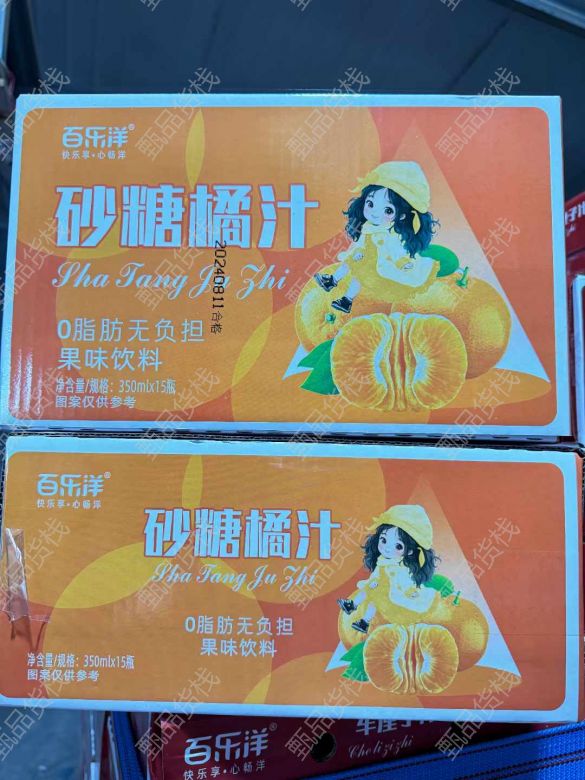 百乐洋®
快乐享·心畅洋
砂糖橘汁
Sha Tang Ju Zhi
20240811合格
0脂肪无负担
果味饮料
净含量/规格：350mlx15瓶
图案仅供参考
百乐洋®
快乐享·心畅洋
砂糖橘汁
Sha Tang Ju Zhi
0脂肪无负担
果味饮料
净含量/规格：350mlx15瓶
图案仅供参考
百乐洋®
快乐享·心畅洋
车厘子
Chelizizhi
甄品货栈